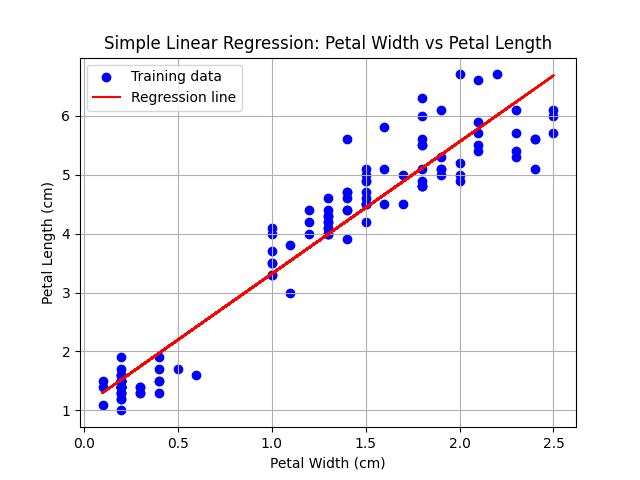 Simple Linear Regression: Petal Width vs Petal Length
Training data
Regression line
Petal Length (cm)
6
5
4
3
2
1
0.0 0.5 1.0 1.5 2.0 2.5
Petal Width (cm)